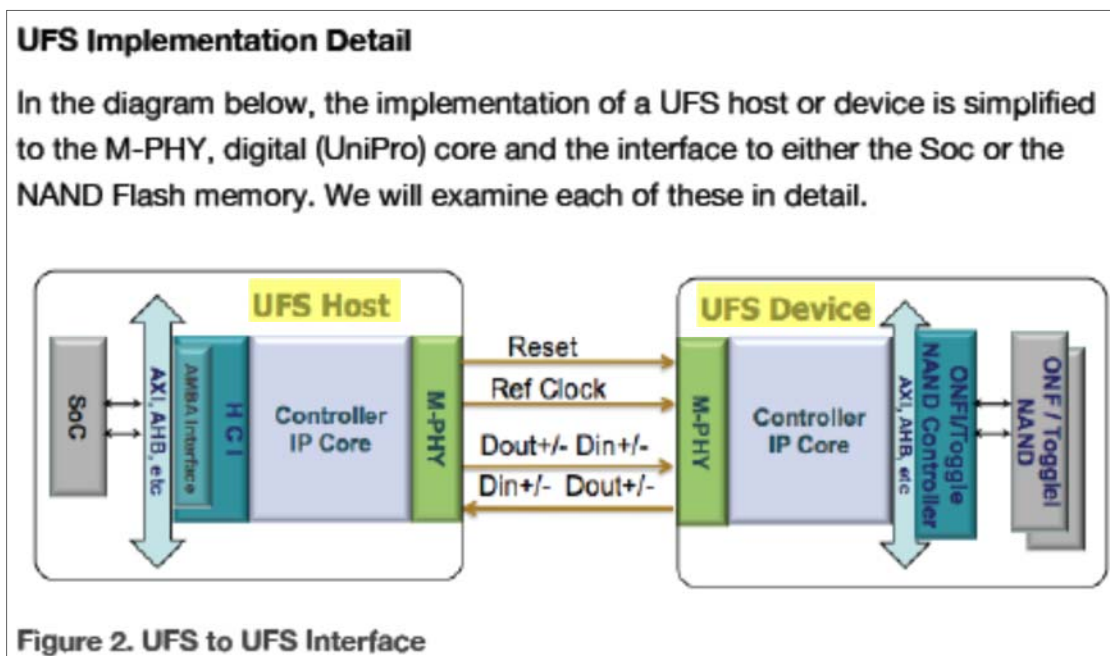 UFS Implementation Detail
In the diagram below, the implementation of a UFS host or device is simplified
to the M-PHY, digital (UniPro) core and the interface to either the Soc or the
NAND Flash memory. We will examine each of these in detail.
UFS Host
SoC
AXI, AHB, etc
AMBA Interface
HCI
Controller
IP Core
M-PHY
Reset
Ref Clock
Dout+/- Din+/-
Din+/- Dout+/-
UFS Device
M-PHY
Controller
IP Core
AXI, AHB, etc
ONFI/Toggle
NAND Controller
ONF / Togglel
NAND
Figure 2. UFS to UFS Interface